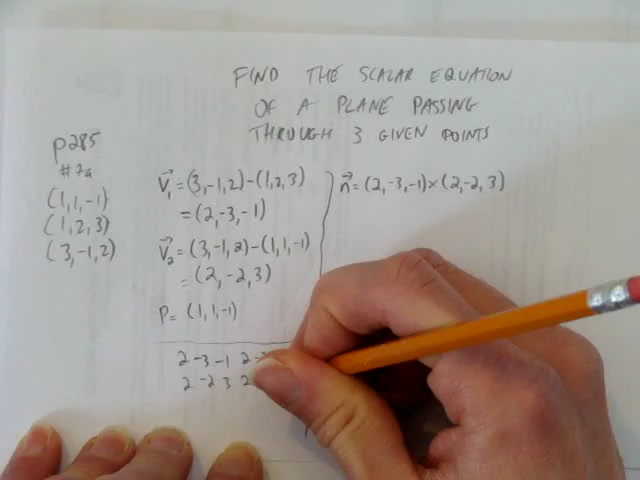 FIND THE SCALAR EQUATION
OF A PLANE PASSING
THROUGH 3 GIVEN POINTS
p285
#7a
(1,1,-1)
(1,2,3)
(3,-1,2)
V⃗₁ = (3,-1,2)-(1,2,3)
= (2,-3,-1)
V⃗₂ = (3,-1,2)-(1,1,-1)
= (2,-2,3)
P= (1,1,-1)
n⃗ = (2,-3,-1)×(2,-2,3)
2 -3 -1 2
2 -2 3 2